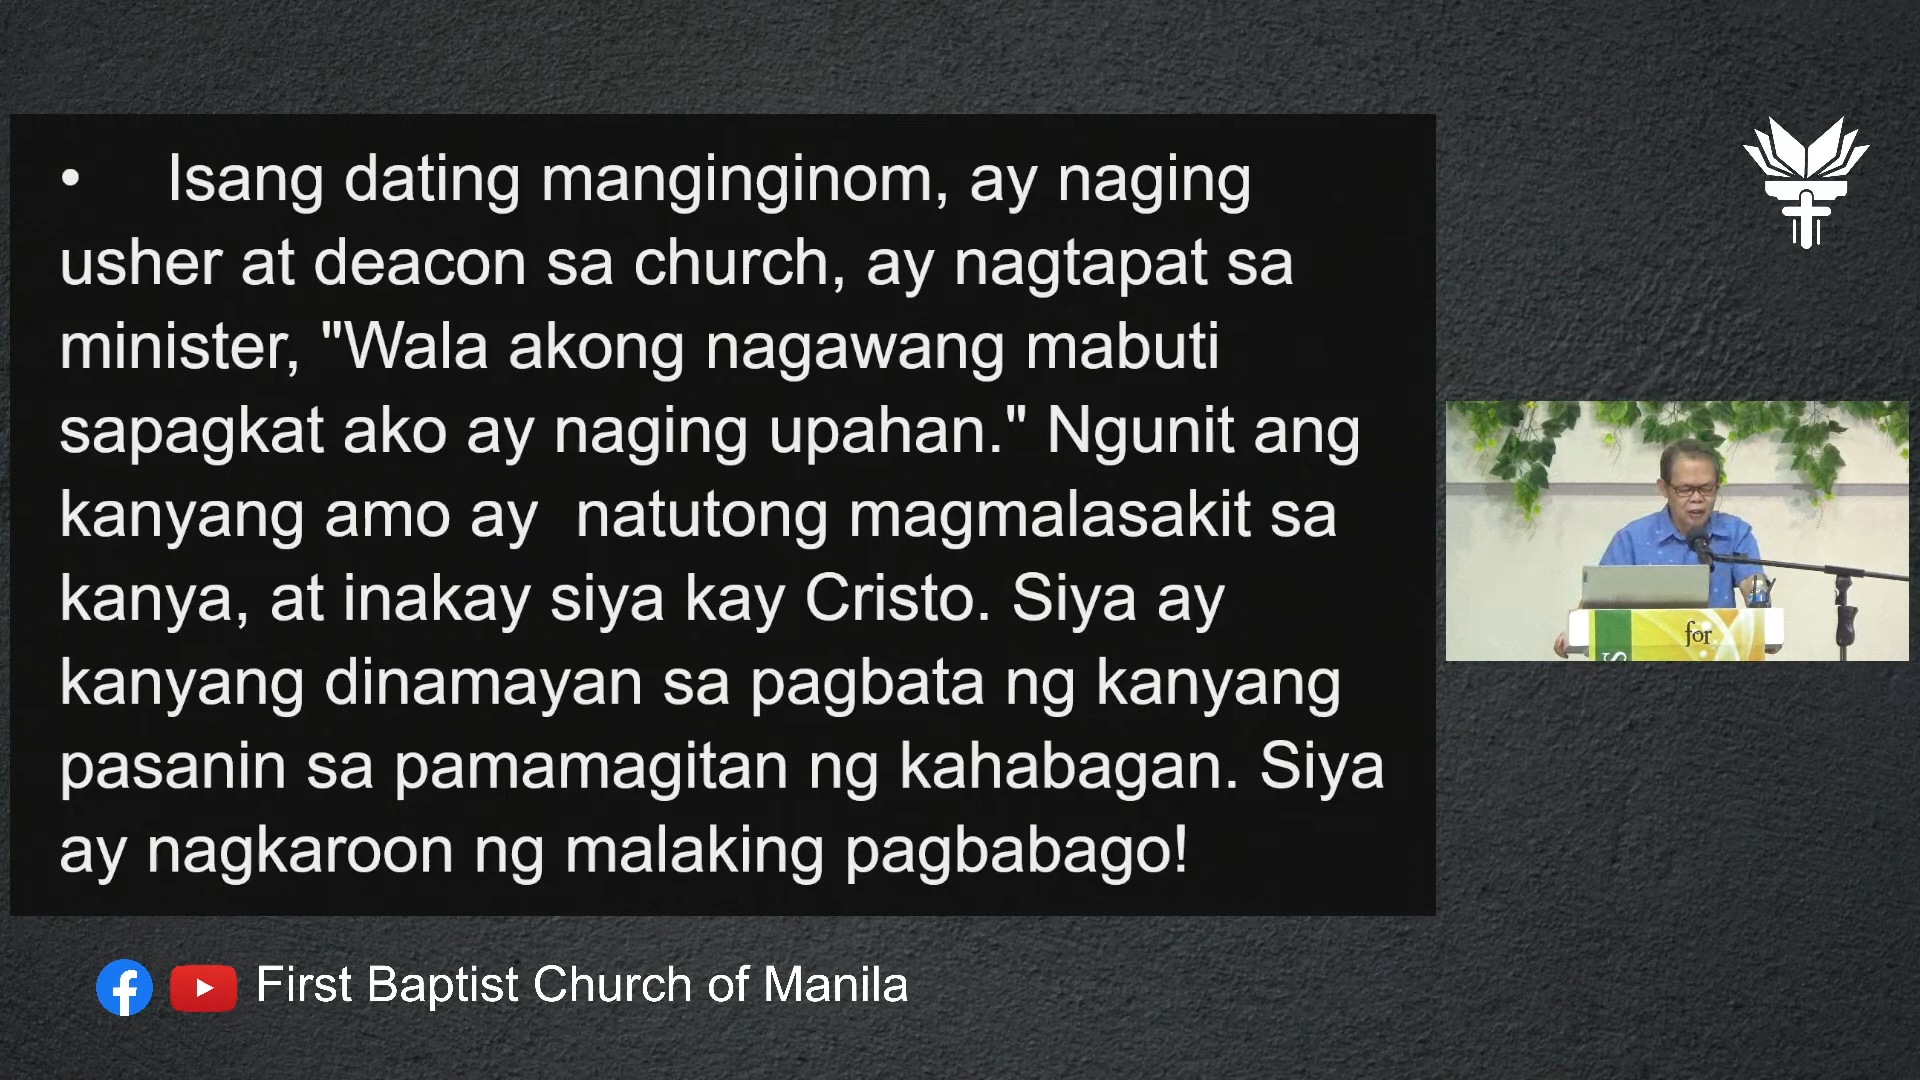 • Isang dating manginginom, ay naging
usher at deacon sa church, ay nagtapat sa
minister, "Wala akong nagawang mabuti
sapagkat ako ay naging upahan." Ngunit ang
kanyang amo ay  natutong magmalasakit sa
kanya, at inakay siya kay Cristo. Siya ay
kanyang dinamayan sa pagbata ng kanyang
pasanin sa pamamagitan ng kahabagan. Siya
ay nagkaroon ng malaking pagbabago!
for
S
First Baptist Church of Manila